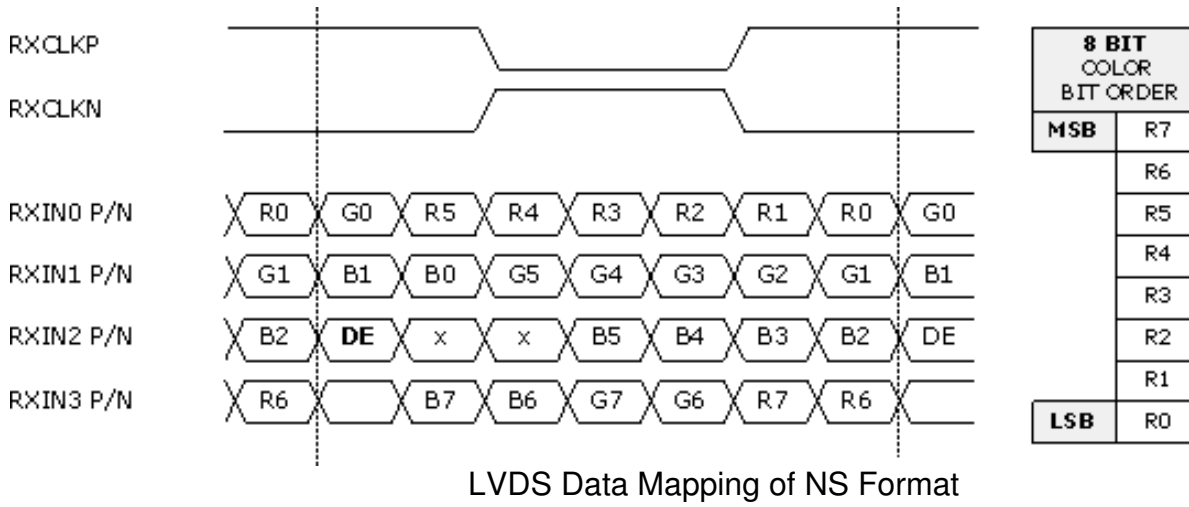 RXCLKP
RXCLKN
RXIN0 P/N R0 G0 R5 R4 R3 R2 R1 R0 G0
RXIN1 P/N G1 B1 B0 G5 G4 G3 G2 G1 B1
RXIN2 P/N B2 DE x x B5 B4 B3 B2 DE
RXIN3 P/N R6 B7 B6 G7 G6 R7 R6
8 BIT
COLOR
BIT ORDER
MSB R7
R6
R5
R4
R3
R2
R1
LSB R0
LVDS Data Mapping of NS Format